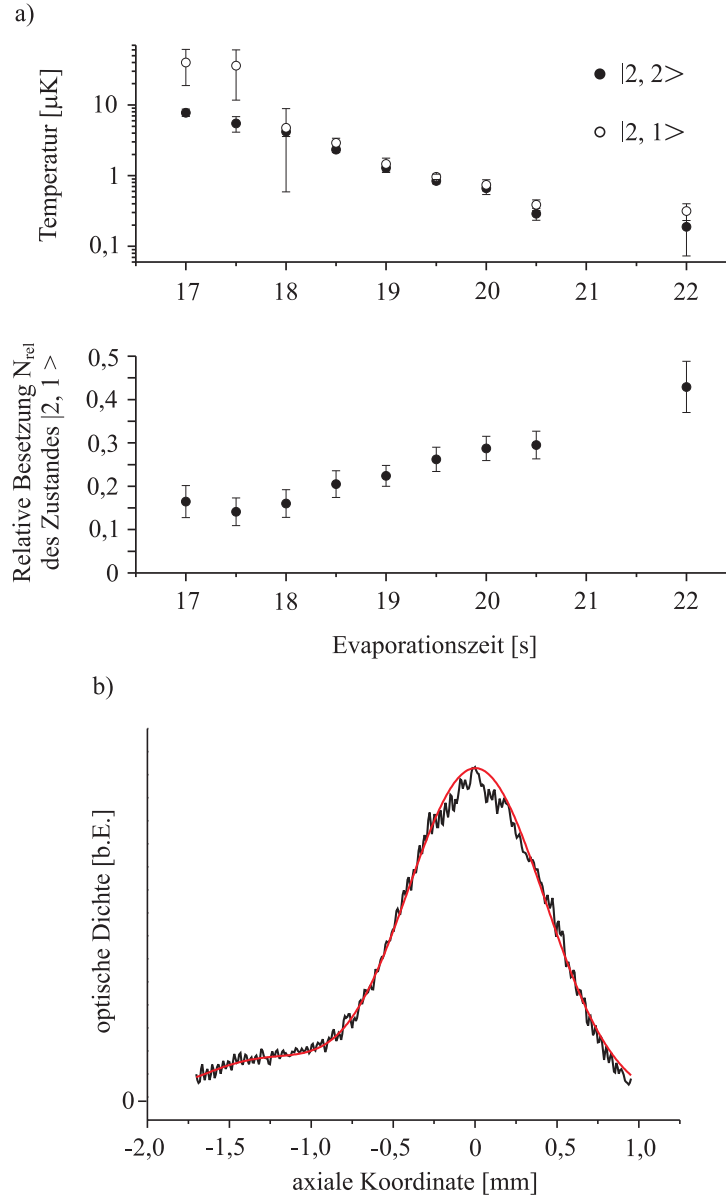 a)
Temperatur [µK]
10
1
0,1
|2, 2>
|2, 1>
17 18 19 20 21 22
Relative Besetzung Nrel
des Zustandes |2, 1 >
0,5
0,4
0,3
0,2
0,1
0
17 18 19 20 21 22
Evaporationszeit [s]
b)
optische Dichte [b.E.]
0
-2,0 -1,5 -1,0 -0,5 0 0,5 1,0
axiale Koordinate [mm]